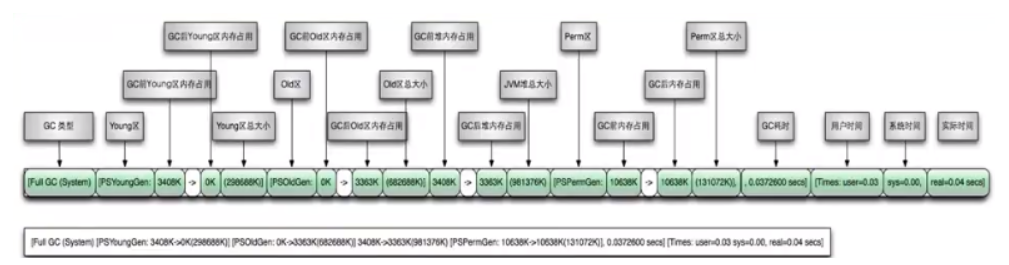 GC后Young区内存占用 GC前Old区内存占用 GC前堆内存占用 Perm区 Perm区总大小
GC前Young区内存占用 Old区 Old区总大小 JVM堆总大小 GC后内存占用
GC 类型 Young区 Young区总大小 GC后Old区内存占用 GC后堆内存占用 GC前内存占用 GC耗时 用户时间 系统时间 实际时间
[Full GC (System) [PSYoungGen: 3408K -> 0K (298688K)] [PSOldGen: 0K -> 3363K (682688K)] 3408K -> 3363K (981376K) [PSPermGen: 10638K -> 10638K (131072K)], , 0.0372600 secs] [Times: user=0.03 sys=0.00, real=0.04 secs]
[Full GC (System) [PSYoungGen: 3408K->0K(298688K)] [PSOldGen: 0K->3363K(682688K)] 3408K->3363K(981376K) [PSPermGen: 10638K->10638K(131072K)], 0.0372600 secs] [Times: user=0.03 sys=0.00, real=0.04 secs]